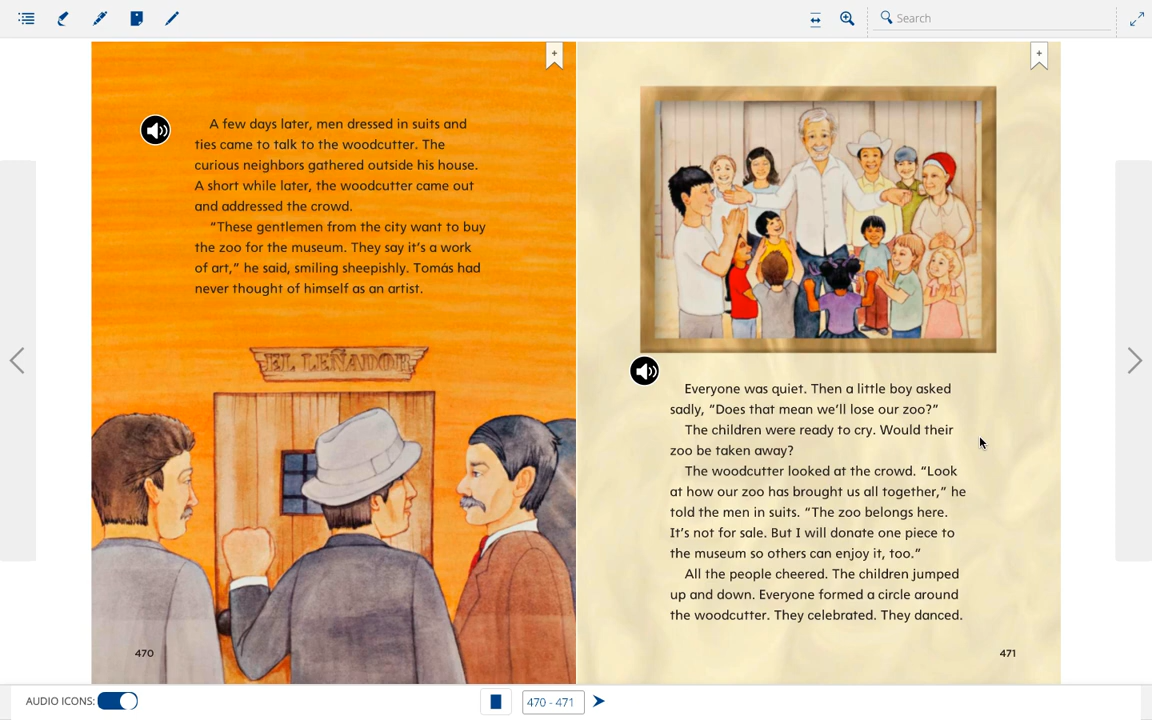 Search
A few days later, men dressed in suits and
ties came to talk to the woodcutter. The
curious neighbors gathered outside his house.
A short while later, the woodcutter came out
and addressed the crowd.
“These gentlemen from the city want to buy
the zoo for the museum. They say it’s a work
of art,” he said, smiling sheepishly. Tomás had
never thought of himself as an artist.
EL LEÑADOR
470
Everyone was quiet. Then a little boy asked
sadly, “Does that mean we’ll lose our zoo?”
The children were ready to cry. Would their
zoo be taken away?
The woodcutter looked at the crowd. “Look
at how our zoo has brought us all together,” he
told the men in suits. “The zoo belongs here.
It’s not for sale. But I will donate one piece to
the museum so others can enjoy it, too.”
All the people cheered. The children jumped
up and down. Everyone formed a circle around
the woodcutter. They celebrated. They danced.
471
AUDIO ICONS:
470 - 471